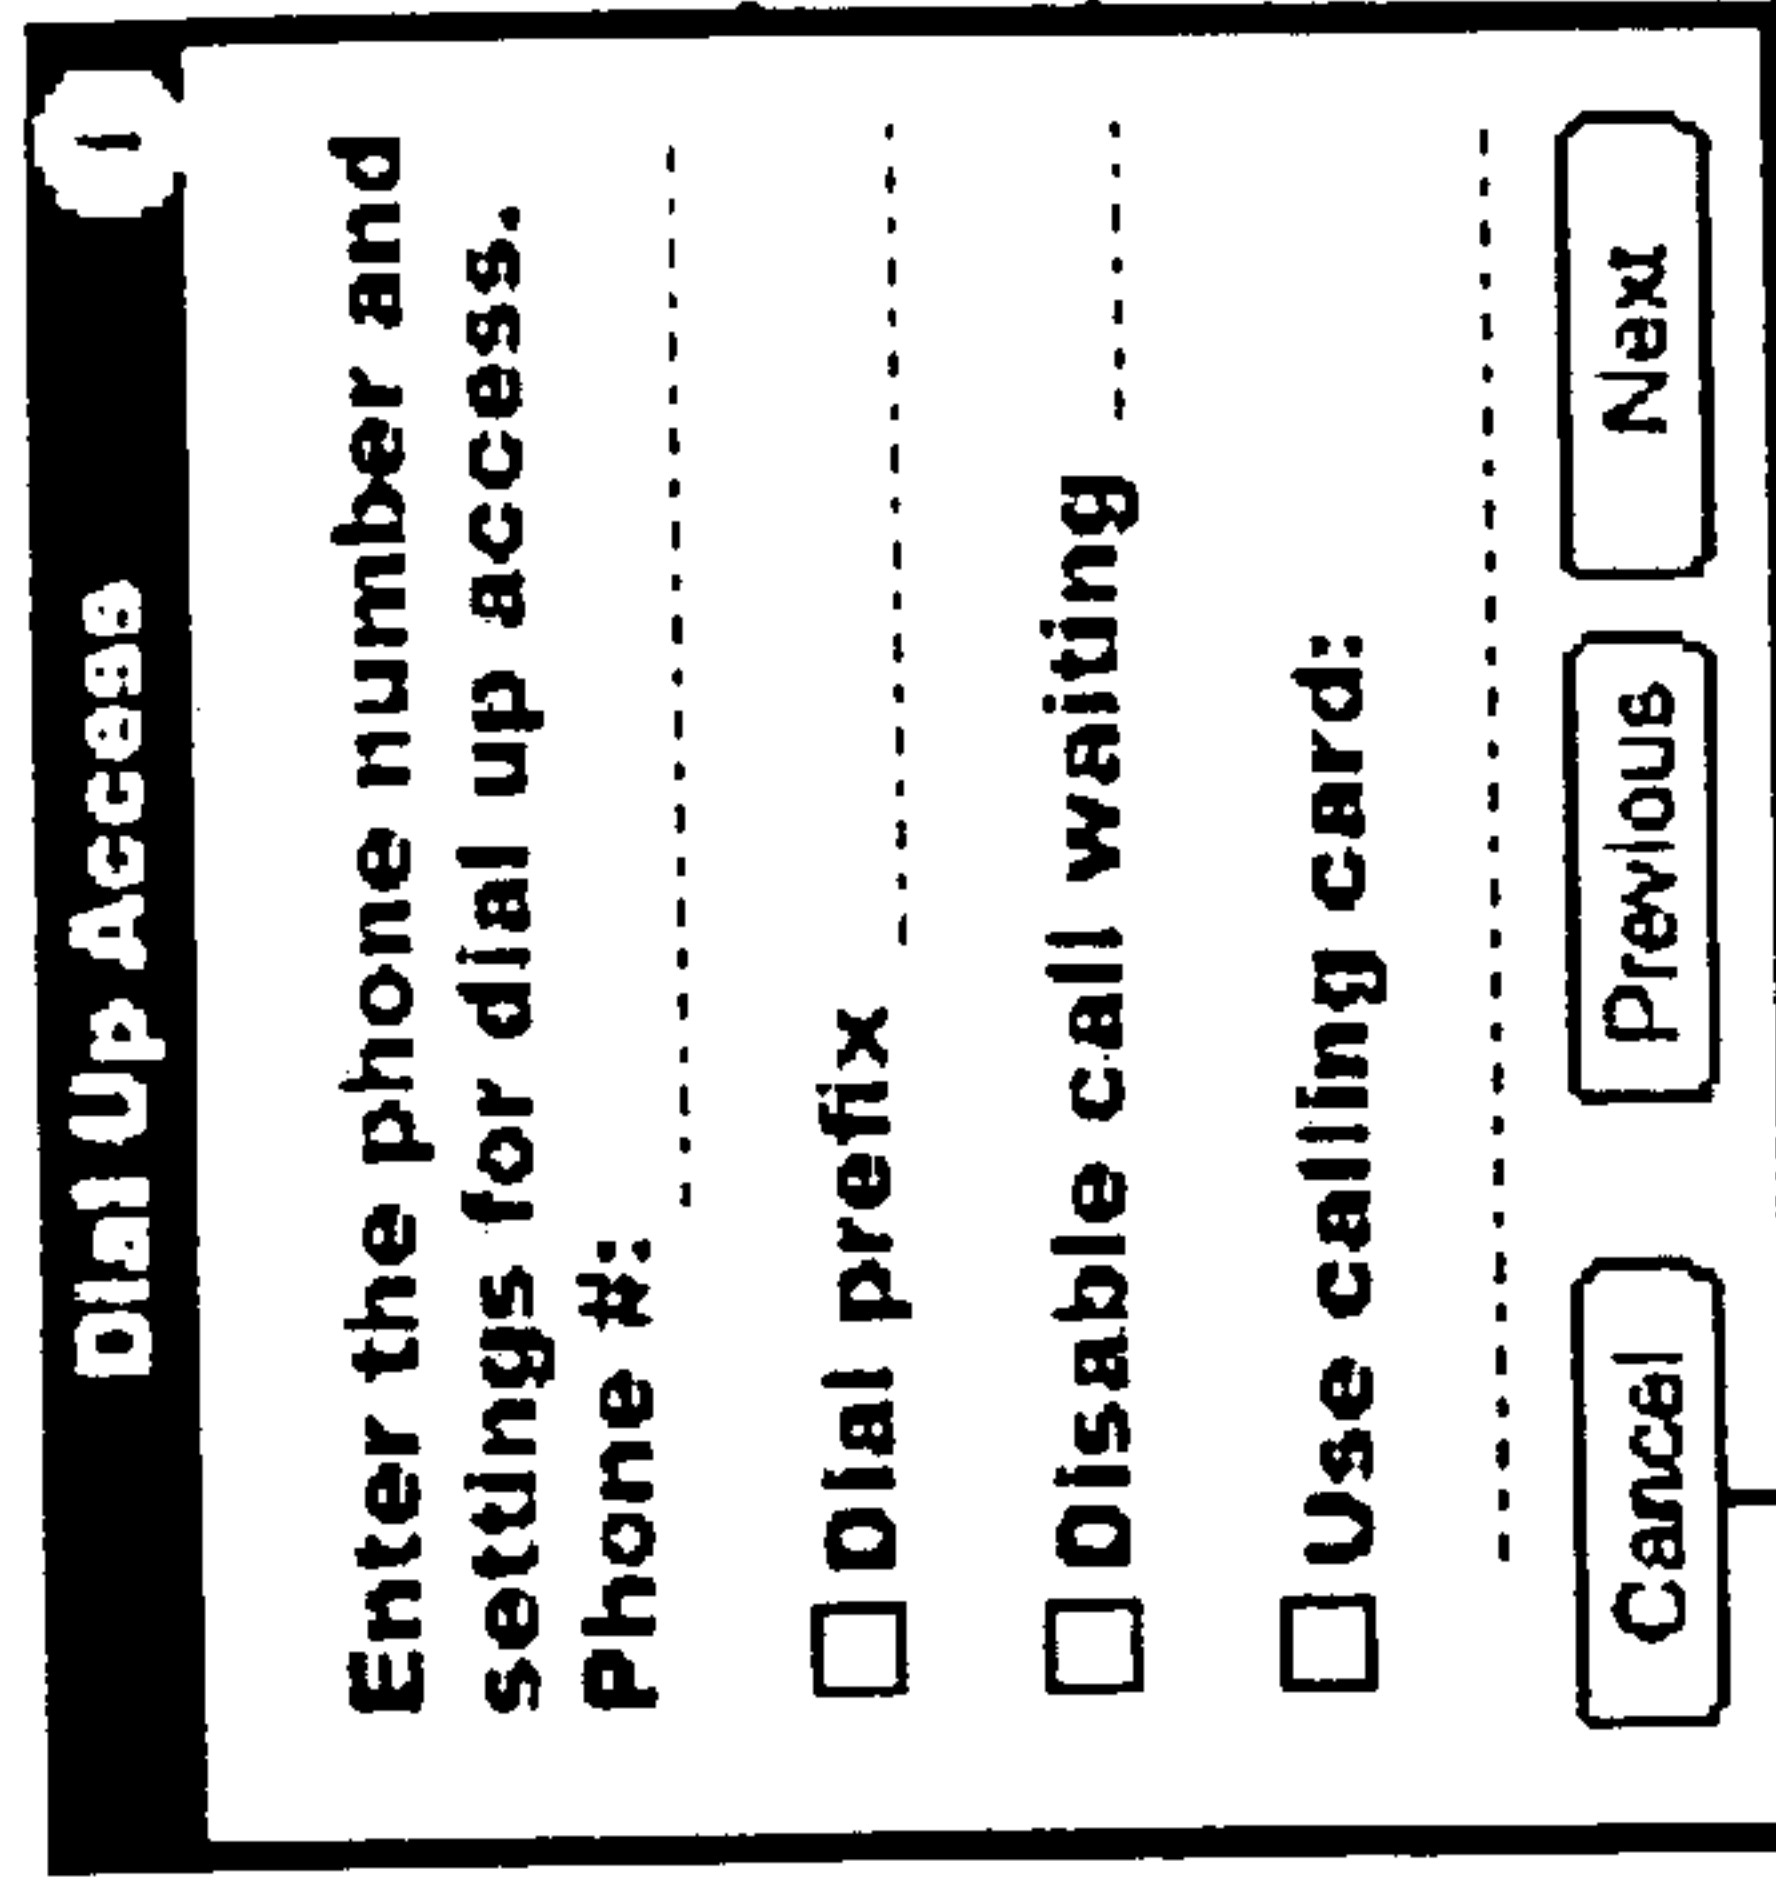 Dial Up Access i
Enter the phone number and
settings for dial up access.
Phone #:
Dial prefix
Disable call waiting
Use calling card:
Cancel Previous Next